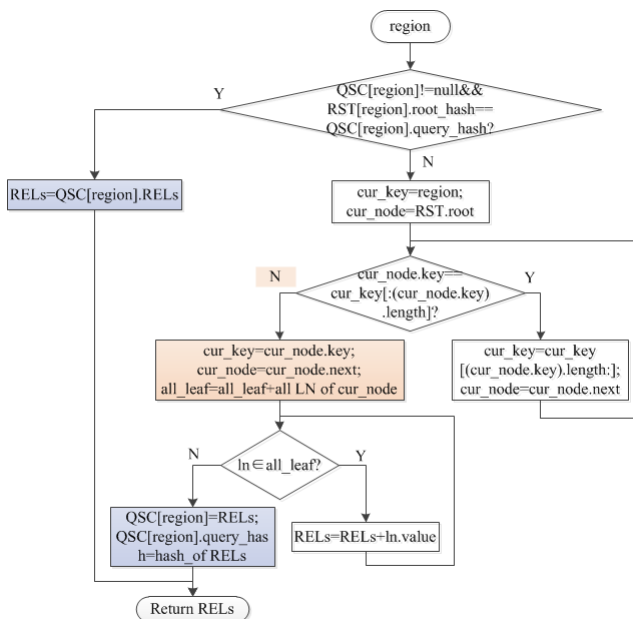 region
QSC[region]!=null&&
RST[region].root_hash==
QSC[region].query_hash?
Y
N
RELs=QSC[region].RELs
cur_key=region;
cur_node=RST.root
N
cur_node.key==
cur_key[:(cur_node.key)
.length]?
Y
cur_key=cur_node.key;
cur_node=cur_node.next;
all_leaf=all_leaf+all LN of cur_node
cur_key=cur_key
[(cur_node.key).length:];
cur_node=cur_node.next
N
ln∈all_leaf?
Y
QSC[region]=RELs;
QSC[region].query_has
h=hash_of RELs
RELs=RELs+ln.value
Return RELs